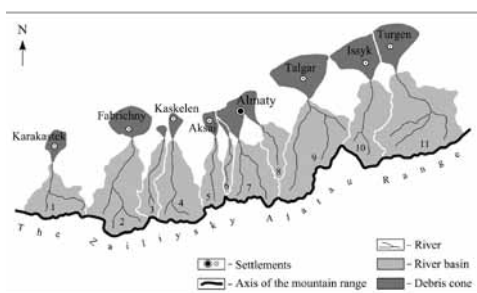 N
Turgen
Issyk
Talgar
Almaty
Aksai
Kaskelen
Fabrichny
Karakastek
1
2
3
4
5
6
7
8
9
10
11
The Zailiysky Alatau Range
- Settlements
- Axis of the mountain range
- River
- River basin
- Debris cone